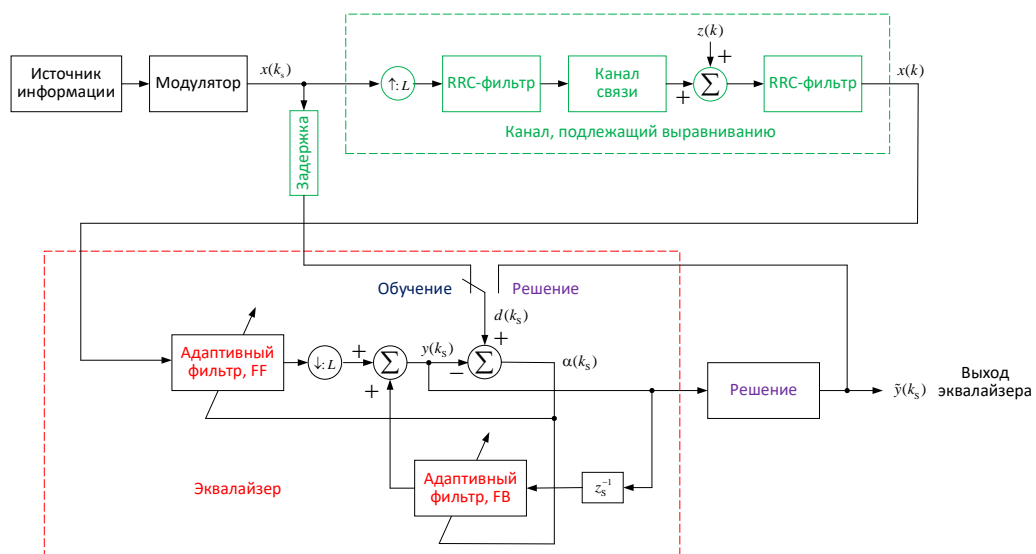 Источник
информации
Модулятор
x(kₛ)
↑:L
RRC-фильтр
Канал
связи
z(k)
+
+
Σ
RRC-фильтр
x(k)
Канал, подлежащий выравниванию
Задержка
Обучение
Решение
d(kₛ)
Адаптивный
фильтр, FF
↓:L
+
+
Σ
y(kₛ)
+
−
Σ
α(kₛ)
Решение
ỹ(kₛ)
Выход
эквалайзера
Эквалайзер
Адаптивный
фильтр, FB
zₛ⁻¹